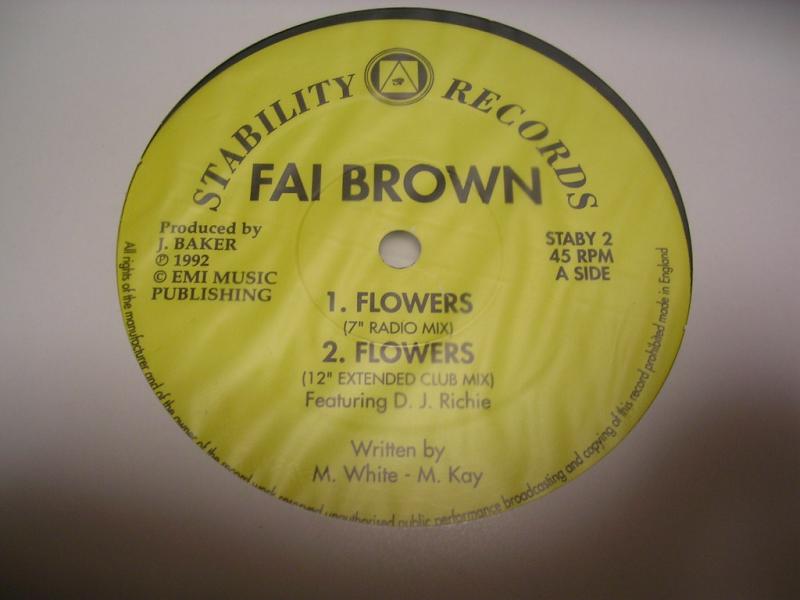 STABILITY RECORDS
FAI BROWN
Produced by
J. BAKER
℗ 1992
© EMI MUSIC
PUBLISHING
STABY 2
45 RPM
A SIDE
1. FLOWERS
(7" RADIO MIX)
2. FLOWERS
(12" EXTENDED CLUB MIX)
Featuring D. J. Richie
Written by
M. White - M. Kay
All rights of the manufacturer and of the owner of the record work reserved unauthorised public performance broadcasting and copying of this record prohibited made in England